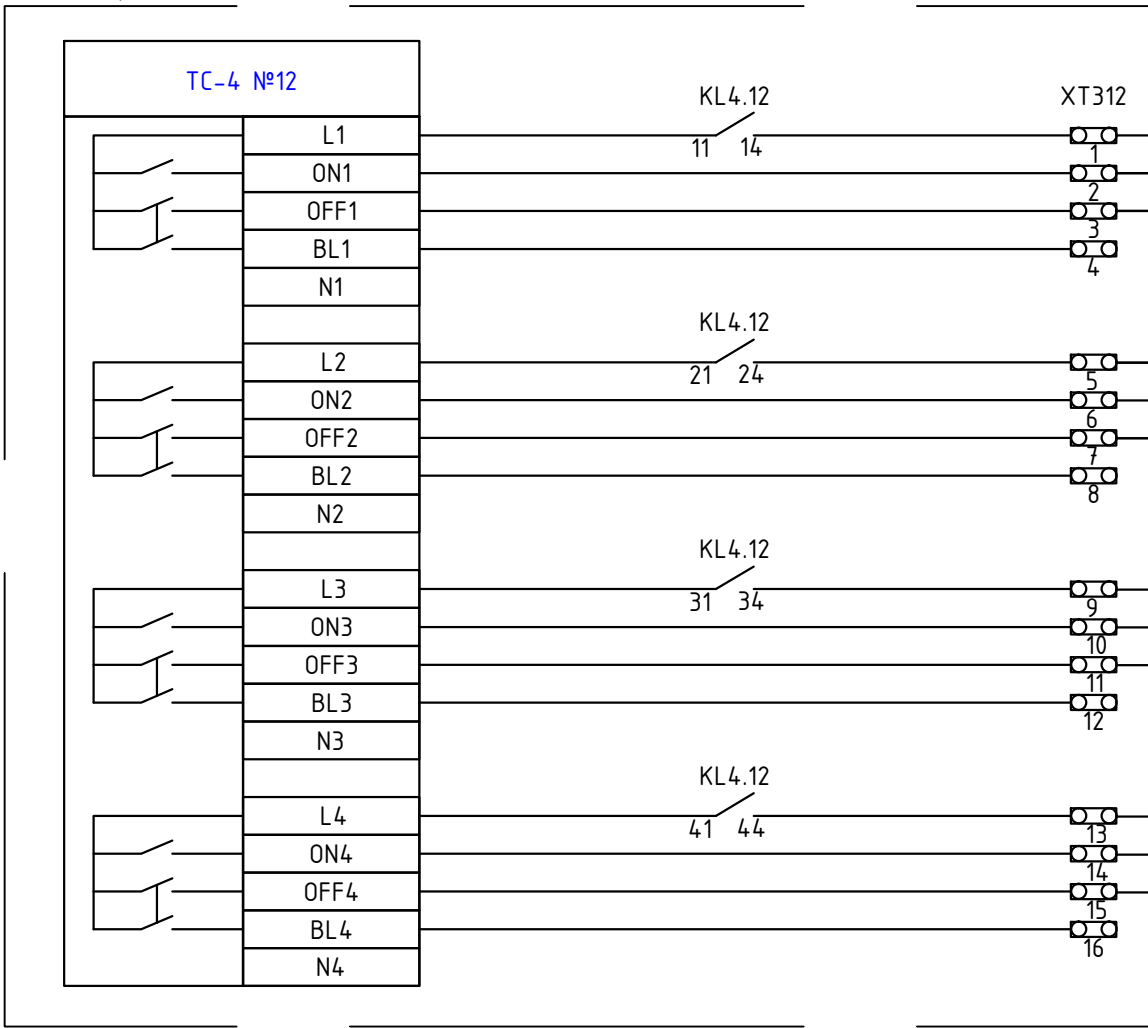 ТС-4 №12
KL4.12
XT312
L1
11 14
1
ON1
2
OFF1
3
BL1
4
N1
KL4.12
L2
21 24
5
ON2
6
OFF2
7
BL2
8
N2
KL4.12
L3
31 34
9
ON3
10
OFF3
11
BL3
12
N3
KL4.12
L4
41 44
13
ON4
14
OFF4
15
BL4
16
N4